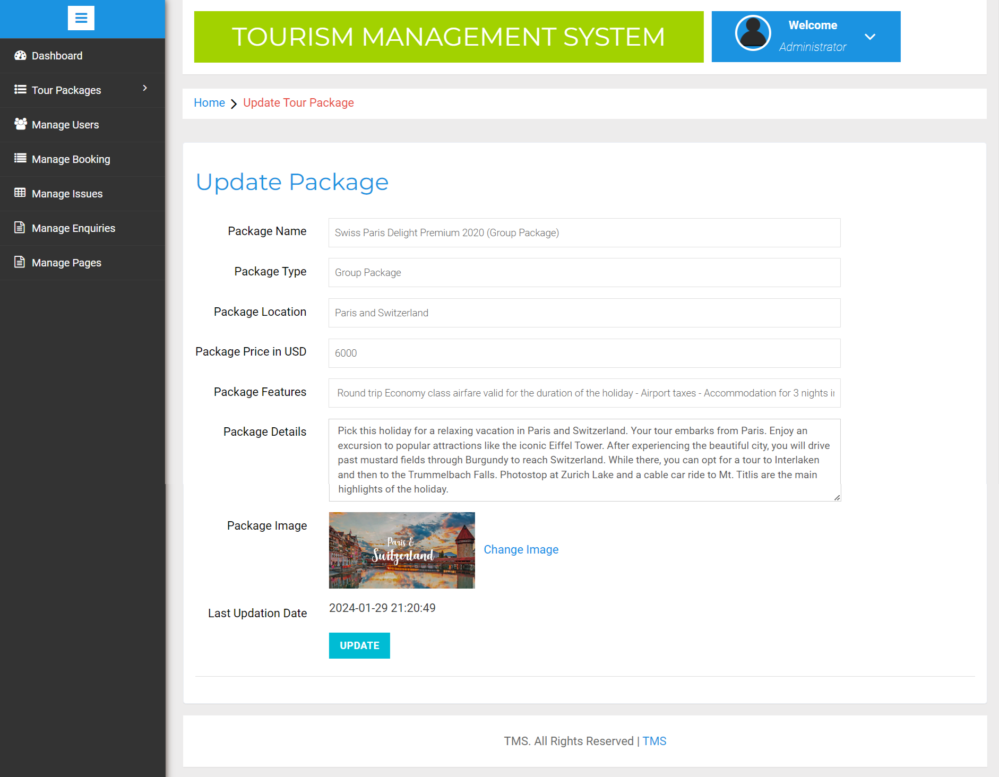 TOURISM MANAGEMENT SYSTEM
Welcome
Administrator
Dashboard
Tour Packages
Manage Users
Manage Booking
Manage Issues
Manage Enquiries
Manage Pages
Home
Update Tour Package
Update Package
Package Name
Swiss Paris Delight Premium 2020 (Group Package)
Package Type
Group Package
Package Location
Paris and Switzerland
Package Price in USD
6000
Package Features
Round trip Economy class airfare valid for the duration of the holiday - Airport taxes - Accommodation for 3 nights
Package Details
Pick this holiday for a relaxing vacation in Paris and Switzerland. Your tour embarks from Paris. Enjoy an
excursion to popular attractions like the iconic Eiffel Tower. After experiencing the beautiful city, you will drive
past mustard fields through Burgundy to reach Switzerland. While there, you can opt for a tour to Interlaken
and then to the Trummelbach Falls. Photostop at Zurich Lake and a cable car ride to Mt. Titlis are the main
highlights of the holiday.
Package Image
Paris &
Switzerland
Change Image
Last Updation Date
2024-01-29 21:20:49
UPDATE
TMS. All Rights Reserved | TMS